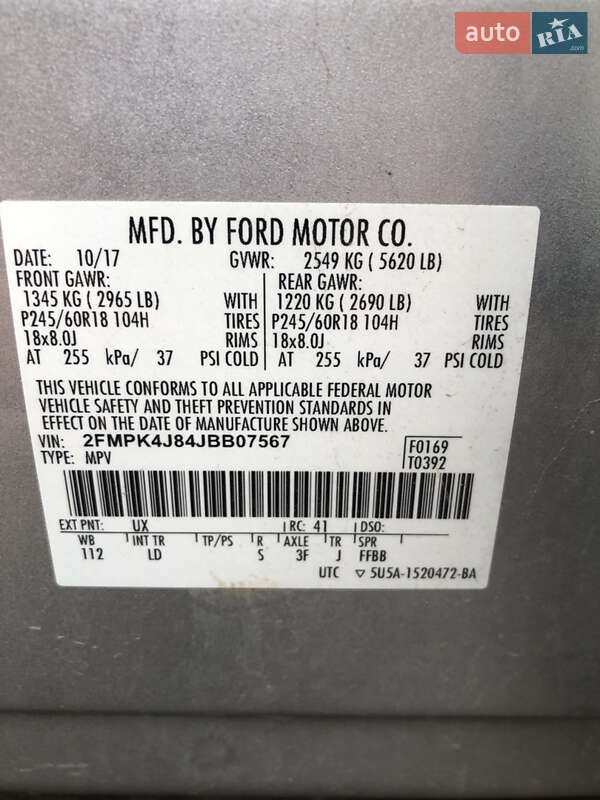 auto RIA .com
MFD. BY FORD MOTOR CO.
DATE: 10/17 GVWR: 2549 KG ( 5620 LB)
FRONT GAWR: REAR GAWR:
1345 KG ( 2965 LB) WITH 1220 KG ( 2690 LB) WITH
P245/60R18 104H TIRES P245/60R18 104H TIRES
18x8.0J RIMS 18x8.0J RIMS
AT 255 kPa/ 37 PSI COLD AT 255 kPa/ 37 PSI COLD
THIS VEHICLE CONFORMS TO ALL APPLICABLE FEDERAL MOTOR
VEHICLE SAFETY AND THEFT PREVENTION STANDARDS IN
EFFECT ON THE DATE OF MANUFACTURE SHOWN ABOVE.
VIN: 2FMPK4J84JBB07567 F0169
TYPE: MPV T0392
EXT PNT: UX RC: 41 DSO:
WB INT TR TP/PS R AXLE TR SPR
112 LD S 3F J FFBB
UTC ▽ 5U5A-1520472-BA